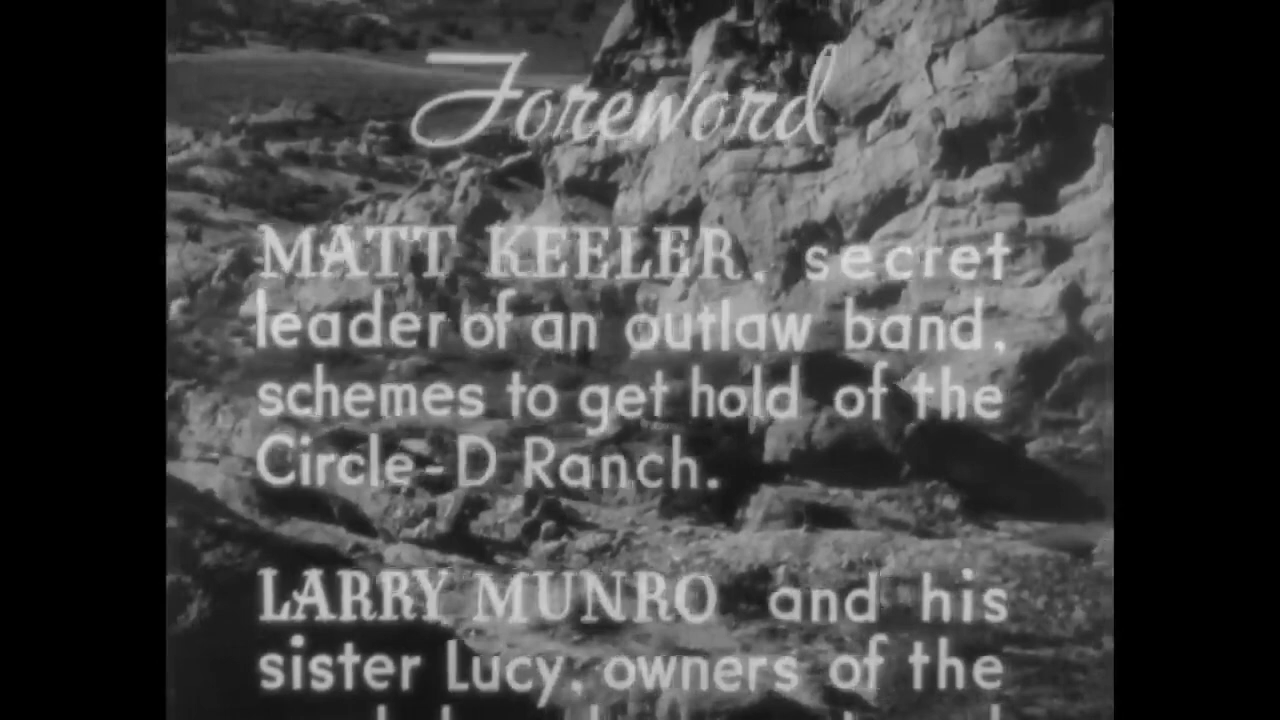 Foreword
MATT KEELER, secret
leader of an outlaw band,
schemes to get hold of the
Circle-D Ranch.
LARRY MUNRO and his
sister Lucy, owners of the